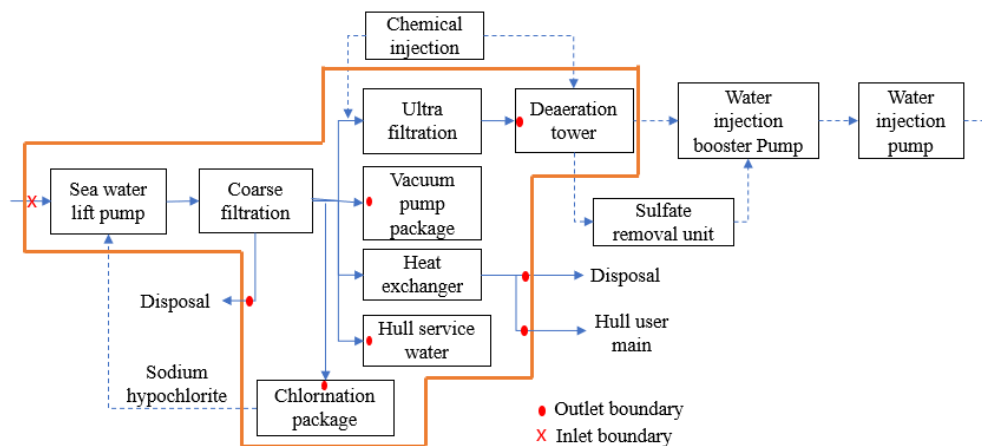 Chemical
injection
Ultra
filtration
Deaeration
tower
Water
injection
booster Pump
Water
injection
pump
Sea water
lift pump
Coarse
filtration
Vacuum
pump
package
Sulfate
removal unit
Heat
exchanger
Disposal
Disposal
Hull service
water
Hull user
main
Sodium
hypochlorite
Chlorination
package
Outlet boundary
X Inlet boundary
X